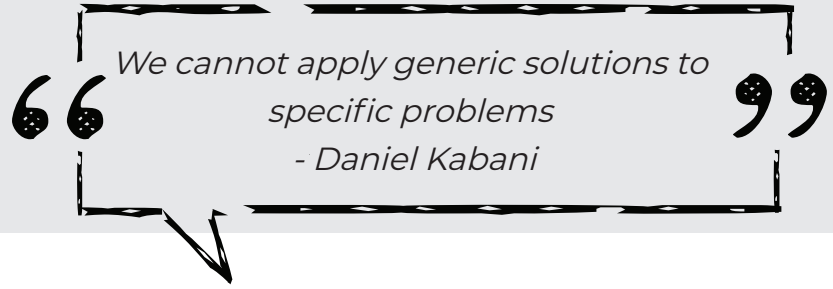 We cannot apply generic solutions to
specific problems
- Daniel Kabani